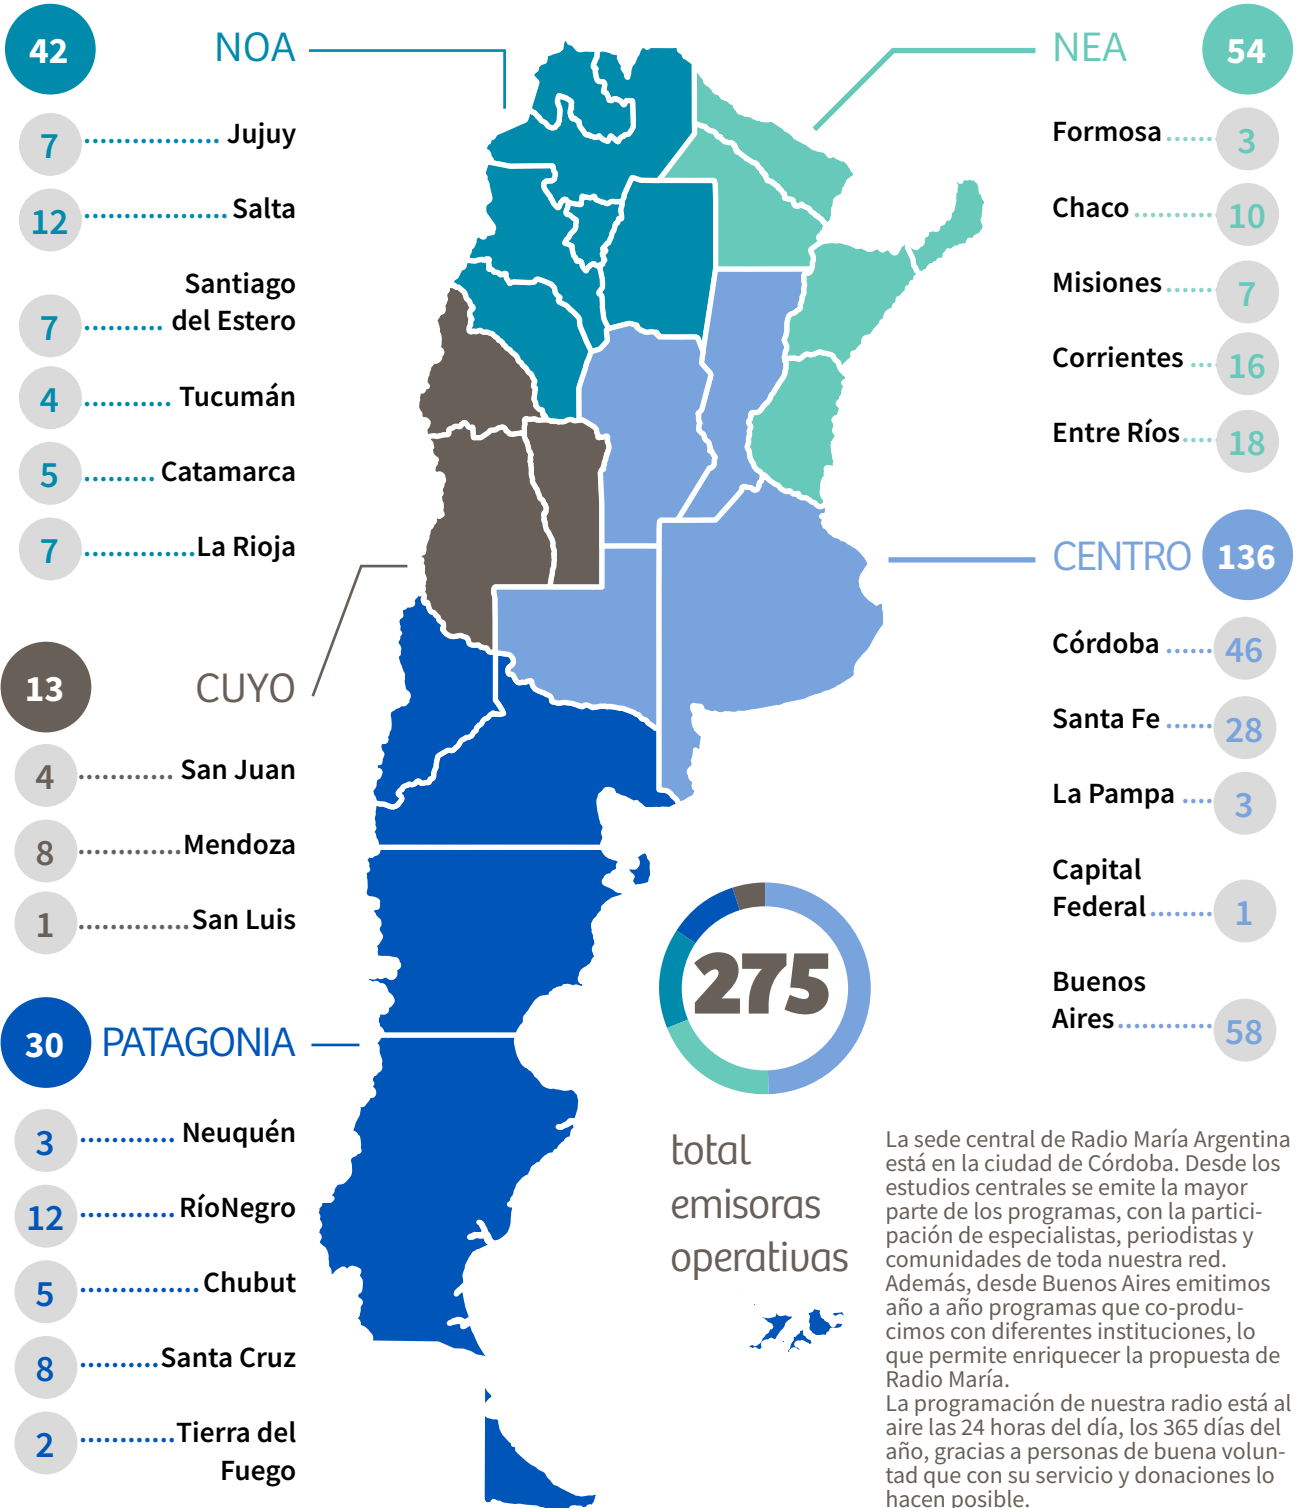 42 NOA
7 Jujuy
12 Salta
Santiago
7 del Estero
4 Tucumán
5 Catamarca
7 La Rioja
13 CUYO
4 San Juan
8 Mendoza
1 San Luis
30 PATAGONIA
3 Neuquén
12 RíoNegro
5 Chubut
8 Santa Cruz
2 Tierra del
Fuego
NEA 54
Formosa 3
Chaco 10
Misiones 7
Corrientes 16
Entre Ríos 18
CENTRO 136
Córdoba 46
Santa Fe 28
La Pampa 3
Capital
Federal 1
Buenos
Aires 58
275
total
emisoras
operativas
La sede central de Radio María Argentina
está en la ciudad de Córdoba. Desde los
estudios centrales se emite la mayor
parte de los programas, con la partici-
pación de especialistas, periodistas y
comunidades de toda nuestra red.
Además, desde Buenos Aires emitimos
año a año programas que co-produ-
cimos con diferentes instituciones, lo
que permite enriquecer la propuesta de
Radio María.
La programación de nuestra radio está al
aire las 24 horas del día, los 365 días del
año, gracias a personas de buena volun-
tad que con su servicio y donaciones lo
hacen posible.